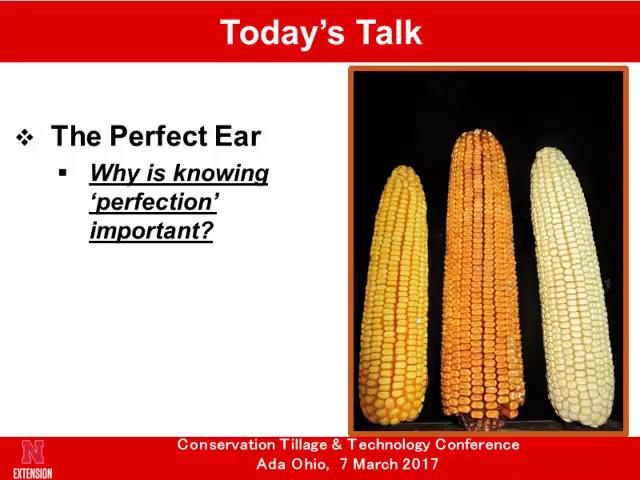 Today’s Talk
❖ The Perfect Ear
▪ Why is knowing
‘perfection’
important?
N
EXTENSION
Conservation Tillage & Technology Conference
Ada Ohio, 7 March 2017